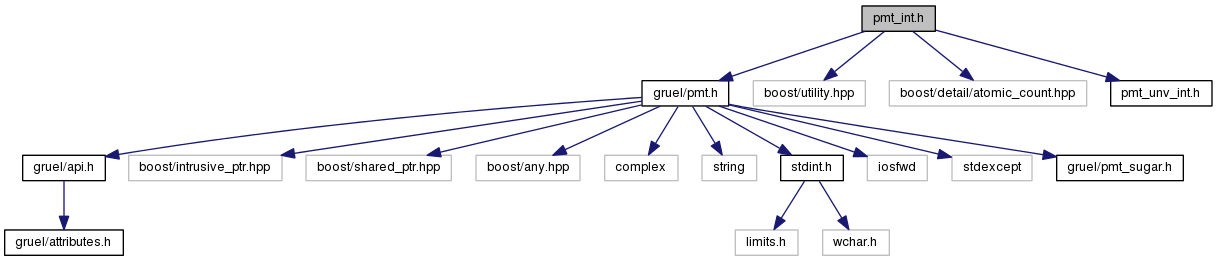 pmt_int.h
gruel/pmt.h
boost/utility.hpp
boost/detail/atomic_count.hpp
pmt_unv_int.h
gruel/api.h
boost/intrusive_ptr.hpp
boost/shared_ptr.hpp
boost/any.hpp
complex
string
stdint.h
iosfwd
stdexcept
gruel/pmt_sugar.h
gruel/attributes.h
limits.h
wchar.h